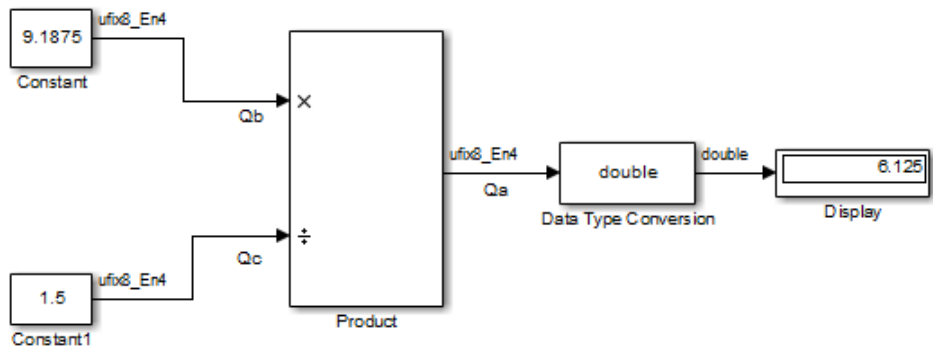 ufix8_En4
9.1875
Constant
Qb
×
ufix8_En4
double
double
6.125
Qa
Data Type Conversion
Display
÷
Qc
ufix8_En4
1.5
Product
Constant1